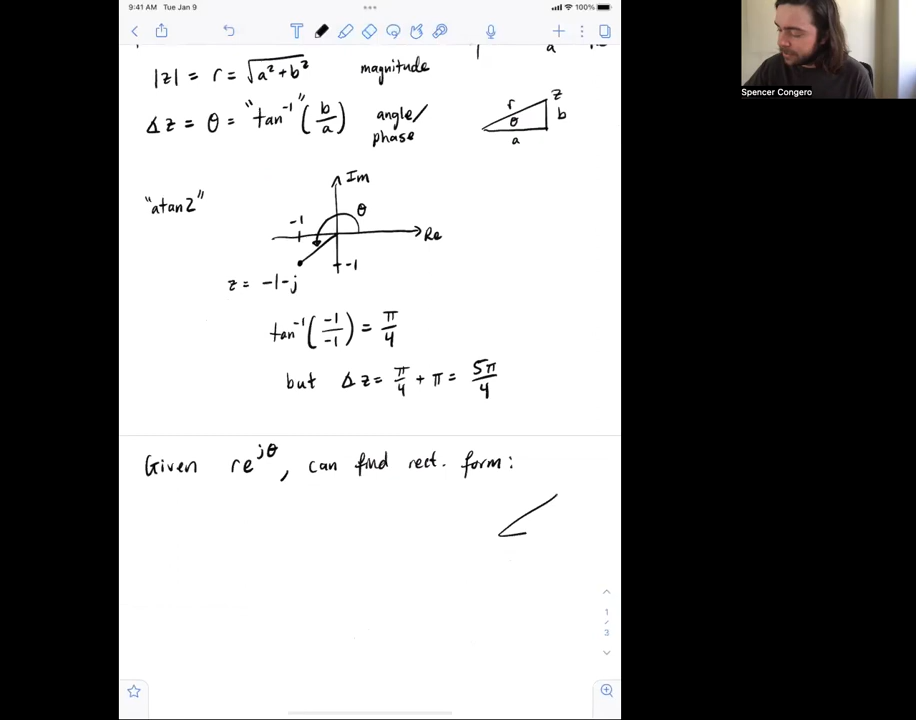 9:41 AM Tue Jan 9
100%
|z| = r = √(a² + b²) magnitude
∡z = θ = "tan⁻¹" (b/a) angle/
phase
r
z
θ
b
a
"atan2"
Im
-1
θ
Re
-1
z = -1-j
tan⁻¹(-1/-1) = π/4
but ∡z = π/4 + π = 5π/4
Given re^jθ, can find rect. form:
1
/
3
Spencer Congero